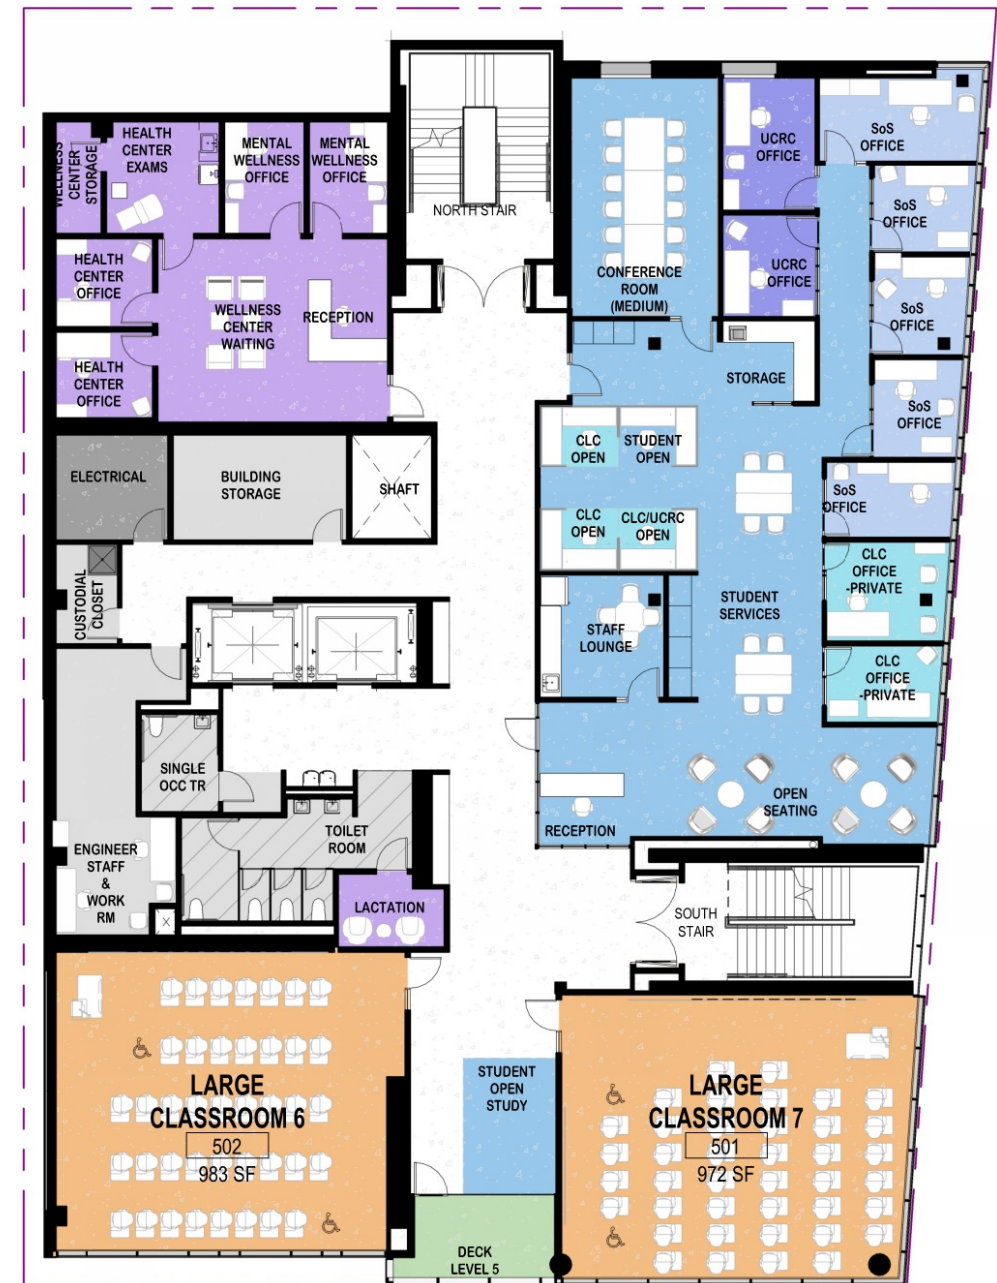 WELLNESS
CENTER
STORAGE
HEALTH
CENTER
EXAMS
MENTAL
WELLNESS
OFFICE
MENTAL
WELLNESS
OFFICE
NORTH STAIR
CONFERENCE
ROOM
(MEDIUM)
UCRC
OFFICE
SoS
OFFICE
SoS
OFFICE
UCRC
OFFICE
SoS
OFFICE
HEALTH
CENTER
OFFICE
WELLNESS
CENTER
WAITING
RECEPTION
HEALTH
CENTER
OFFICE
STORAGE
SoS
OFFICE
CLC
OPEN
STUDENT
OPEN
ELECTRICAL
BUILDING
STORAGE
SHAFT
SoS
OFFICE
CLC
OPEN
CLC/UCRC
OPEN
CLC
OFFICE
-PRIVATE
CUSTODIAL
CLOSET
STAFF
LOUNGE
STUDENT
SERVICES
CLC
OFFICE
-PRIVATE
SINGLE
OCC TR
OPEN
SEATING
RECEPTION
TOILET
ROOM
ENGINEER
STAFF
&
WORK
RM
LACTATION
SOUTH
STAIR
LARGE
CLASSROOM 6
502
983 SF
STUDENT
OPEN
STUDY
LARGE
CLASSROOM 7
501
972 SF
DECK
LEVEL 5